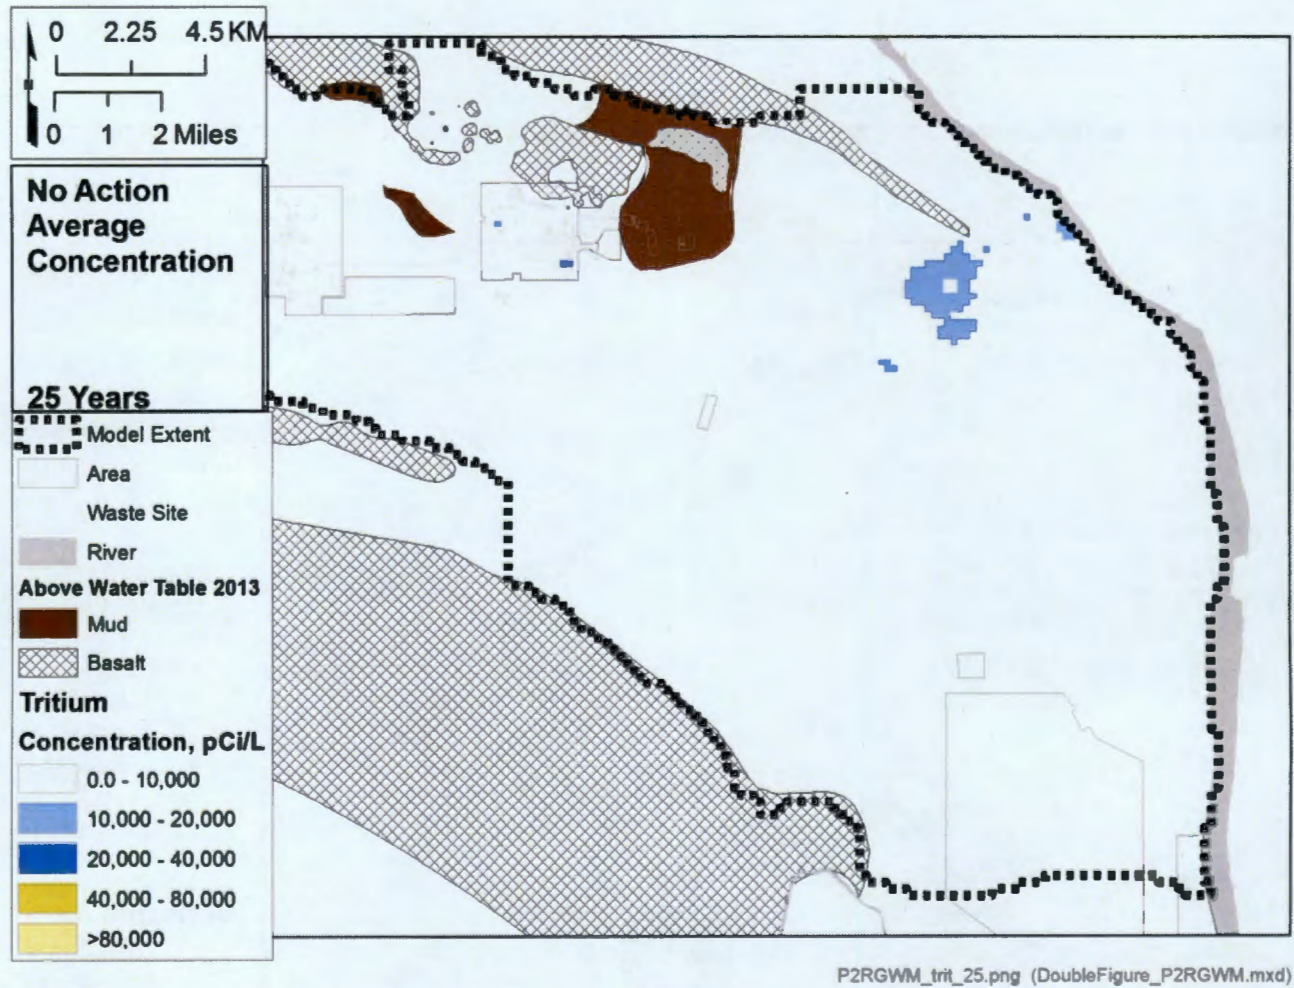 0 2.25 4.5 KM
0 1 2 Miles
No Action
Average
Concentration
25 Years
Model Extent
Area
Waste Site
River
Above Water Table 2013
Mud
Basalt
Tritium
Concentration, pCi/L
0.0 - 10,000
10,000 - 20,000
20,000 - 40,000
40,000 - 80,000
>80,000
P2RGWM_trit_25.png (DoubleFigure_P2RGWM.mxd)